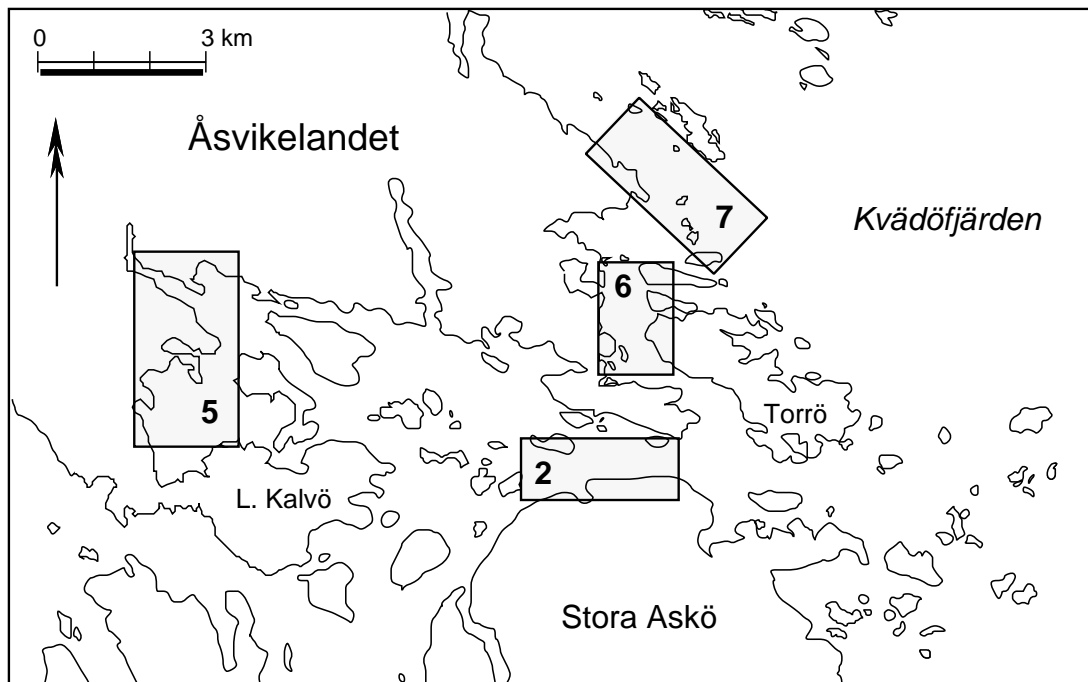 0 3 km
Åsvikelandet
7
Kvädöfjärden
6
5
Torrö
2
L. Kalvö
Stora Askö